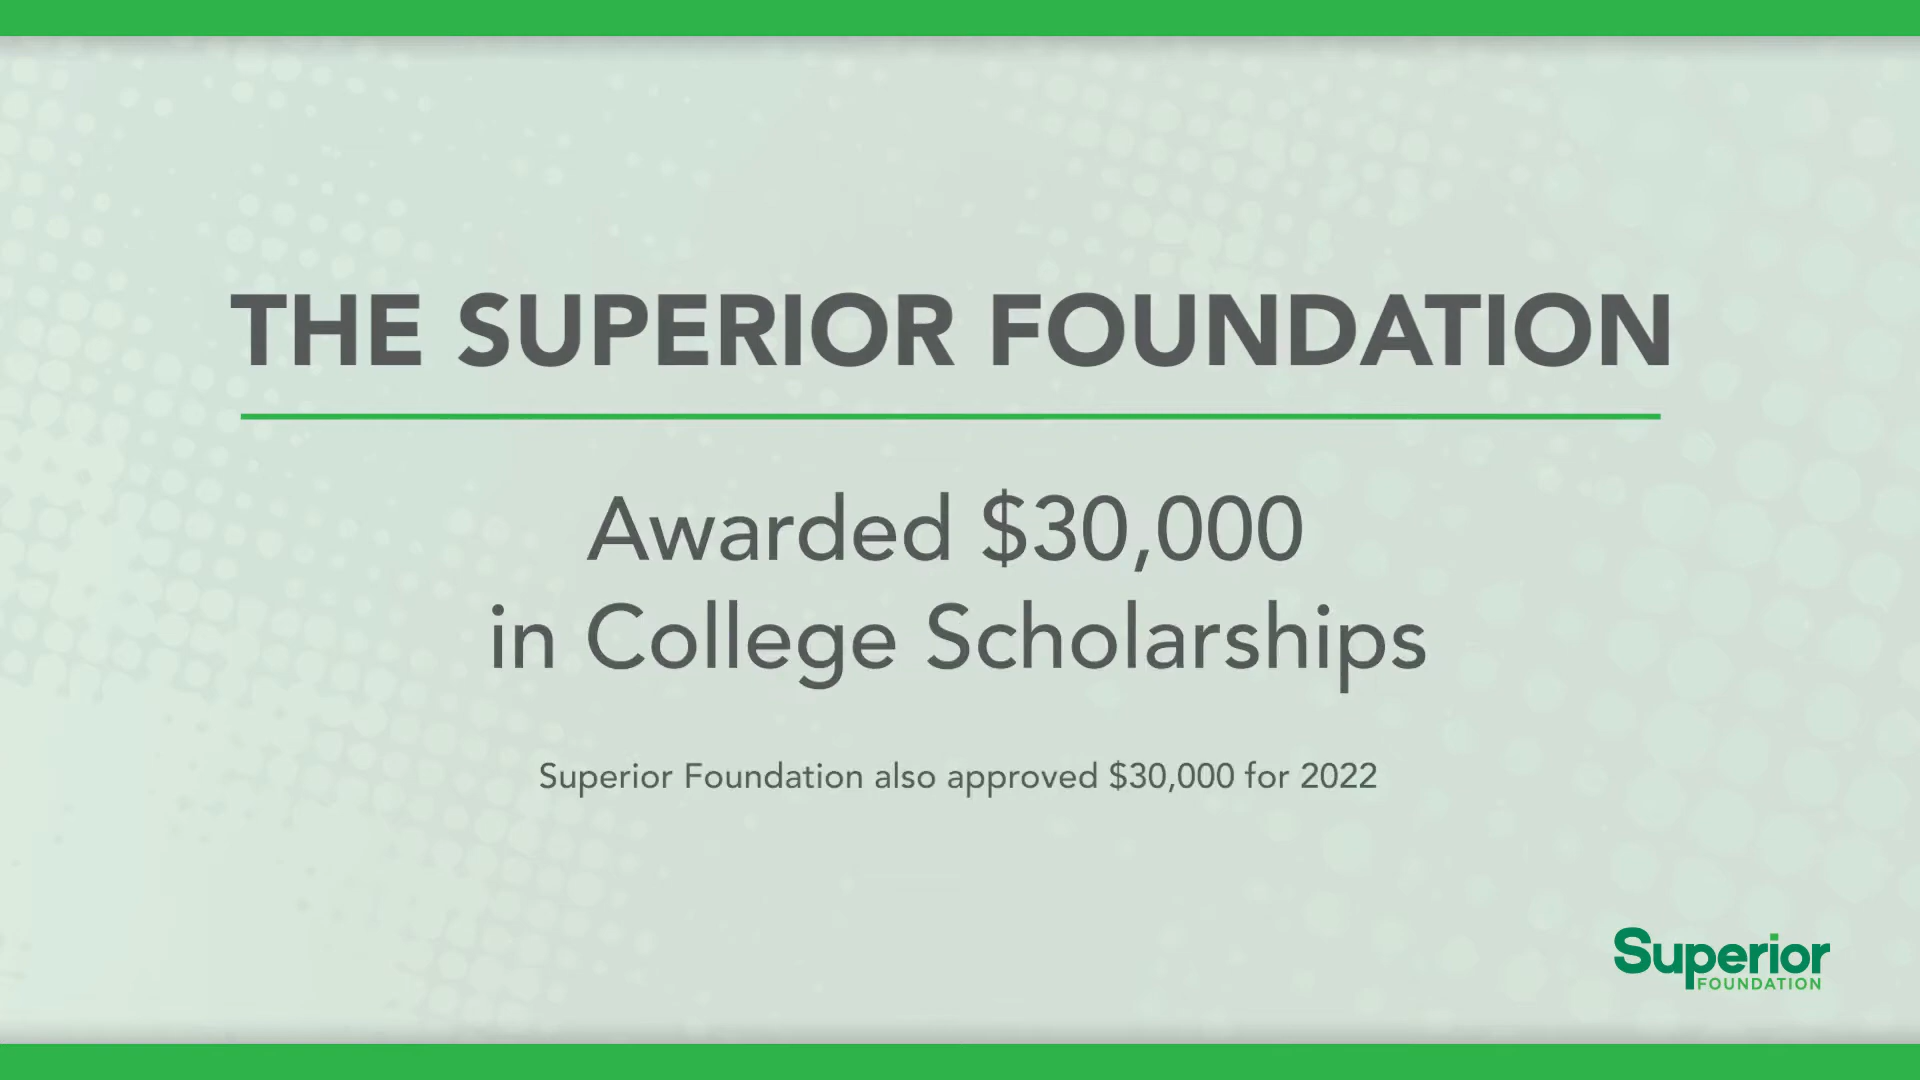 THE SUPERIOR FOUNDATION
Awarded $30,000
in College Scholarships
Superior Foundation also approved $30,000 for 2022
Superior
FOUNDATION